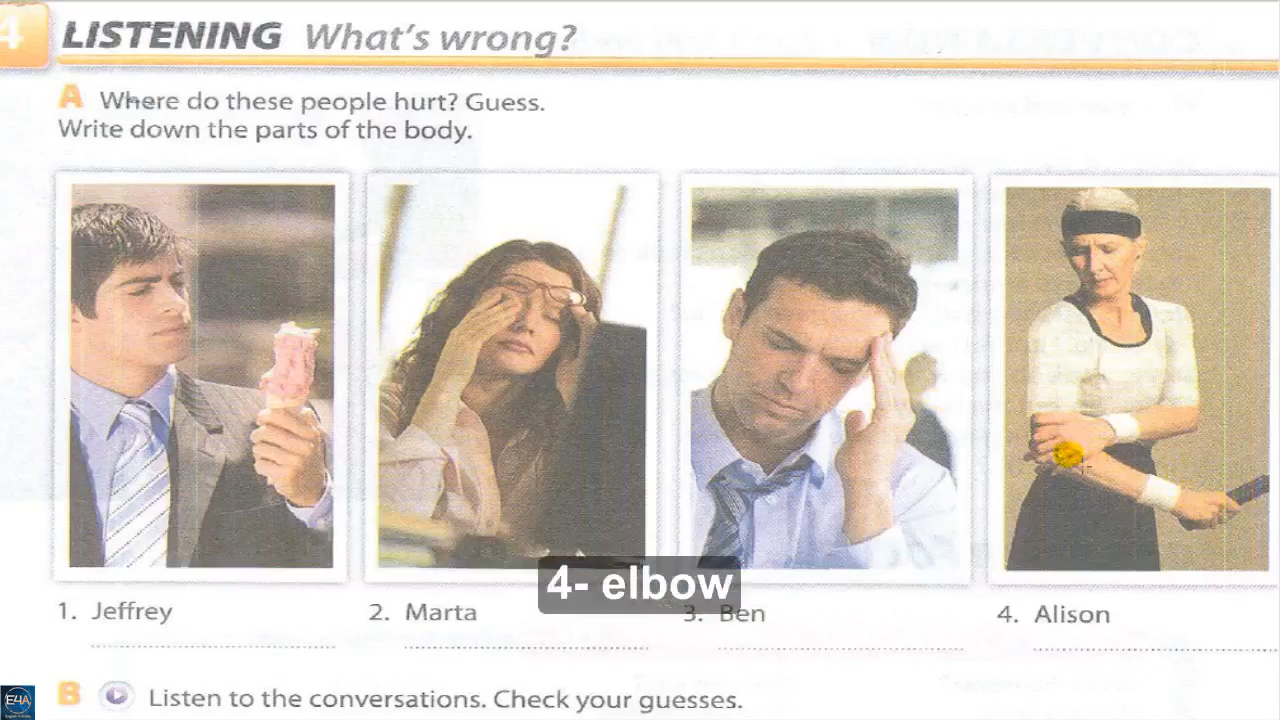 4 LISTENING What's wrong?
A Where do these people hurt? Guess.
Write down the parts of the body.
4- elbow
1. Jeffrey
2. Marta
3. Ben
4. Alison
B Listen to the conversations. Check your guesses.
E4A